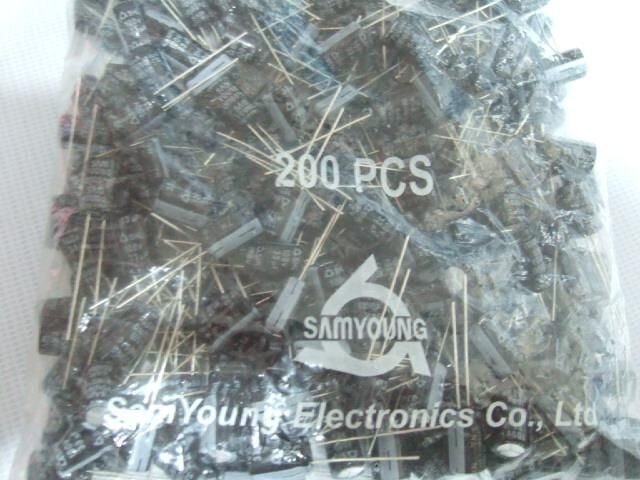 200 PCS
SAMYOUNG
SamYoung Electronics Co., Ltd